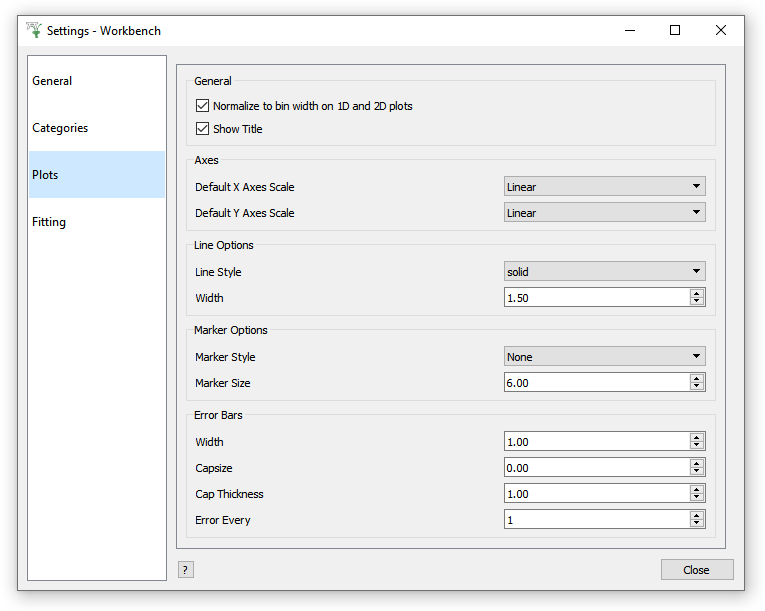 Settings - Workbench
General
Categories
Plots
Fitting
General
Normalize to bin width on 1D and 2D plots
Show Title
Axes
Default X Axes Scale Linear
Default Y Axes Scale Linear
Line Options
Line Style solid
Width 1.50
Marker Options
Marker Style None
Marker Size 6.00
Error Bars
Width 1.00
Capsize 0.00
Cap Thickness 1.00
Error Every 1
? Close